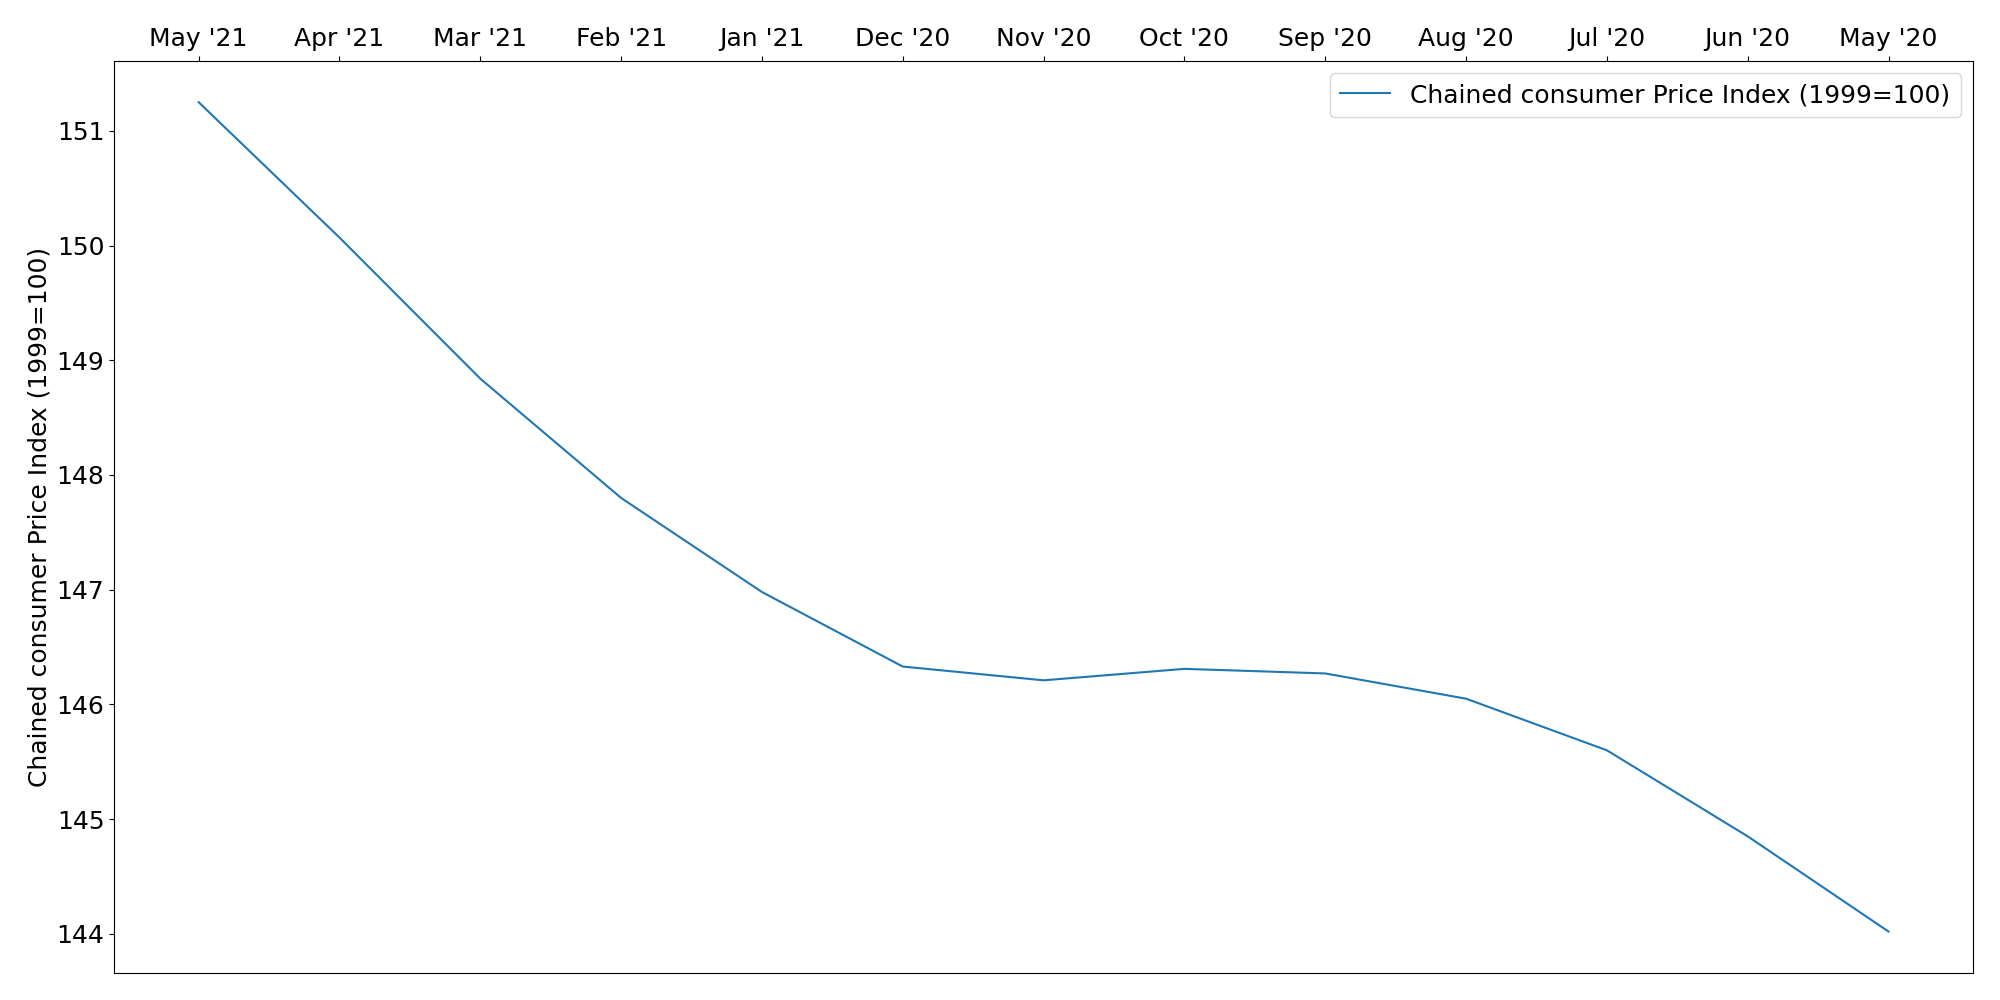 May '21 Apr '21 Mar '21 Feb '21 Jan '21 Dec '20 Nov '20 Oct '20 Sep '20 Aug '20 Jul '20 Jun '20 May '20
Chained consumer Price Index (1999=100)
Chained consumer Price Index (1999=100)
151
150
149
148
147
146
145
144